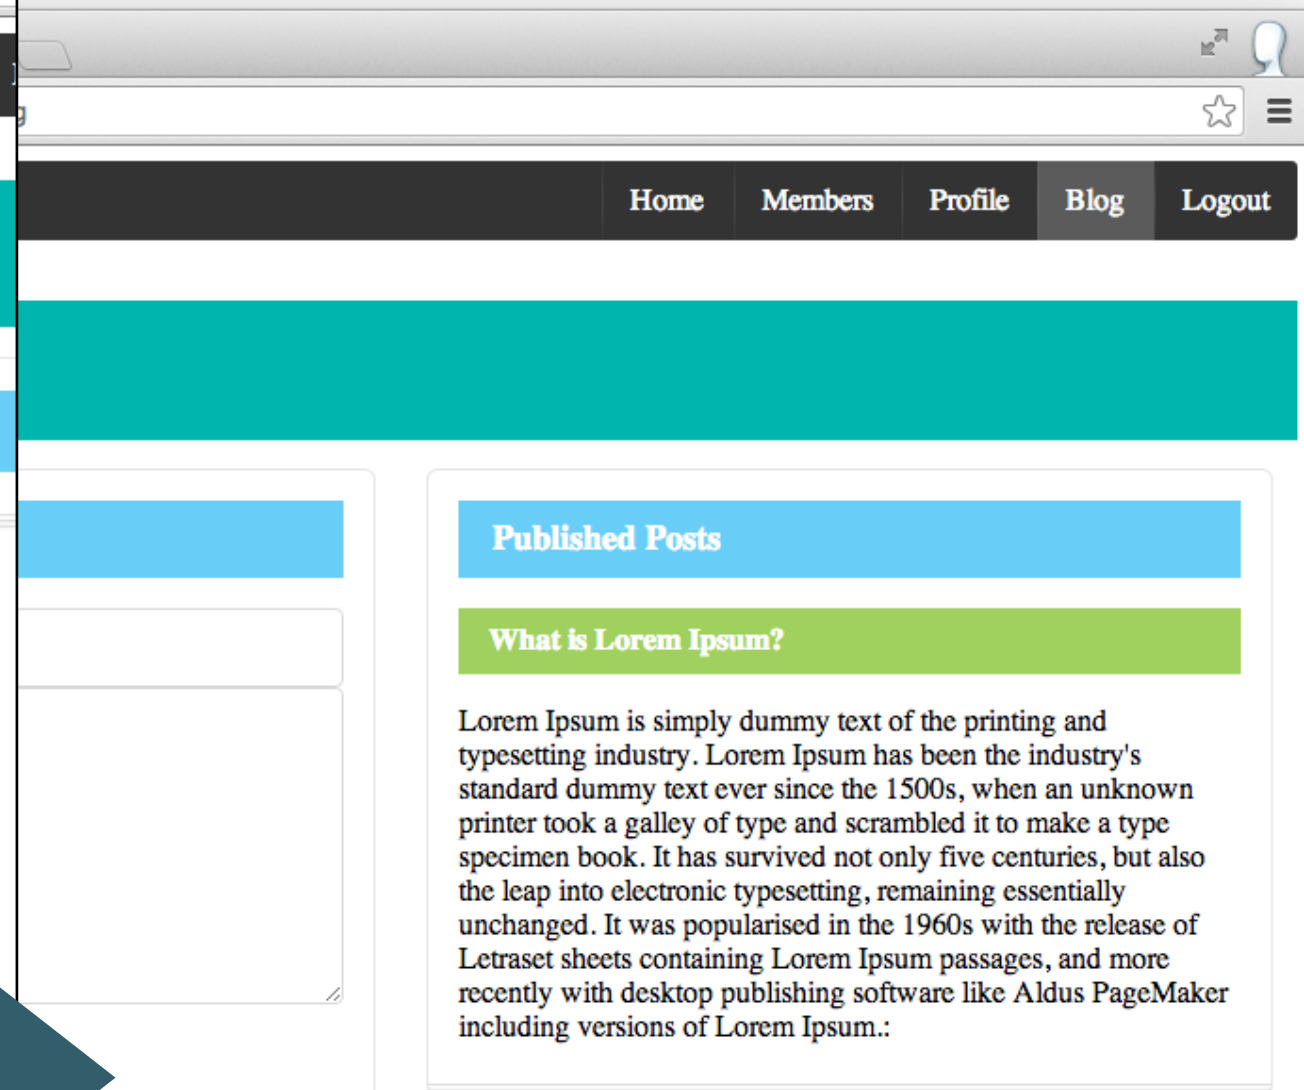 g
Home Members Profile Blog Logout
Published Posts
What is Lorem Ipsum?
Lorem Ipsum is simply dummy text of the printing and
typesetting industry. Lorem Ipsum has been the industry's
standard dummy text ever since the 1500s, when an unknown
printer took a galley of type and scrambled it to make a type
specimen book. It has survived not only five centuries, but also
the leap into electronic typesetting, remaining essentially
unchanged. It was popularised in the 1960s with the release of
Letraset sheets containing Lorem Ipsum passages, and more
recently with desktop publishing software like Aldus PageMaker
including versions of Lorem Ipsum.: